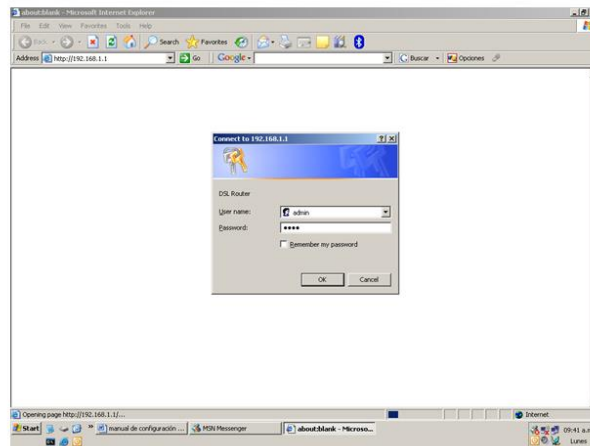 about:blank - Microsoft Internet Explorer
File Edit View Favorites Tools Help
Back Search Favorites
Address http://192.168.1.1 Go Google Buscar Opciones
Connect to 192.168.1.1
DSL Router
User name: admin
Password: ●●●●
Remember my password
OK Cancel
Opening page http://192.168.1.1/... Internet
Start manual de configuración ... MSN Messenger about:blank - Microso... 09:41 a.m.
Lunes